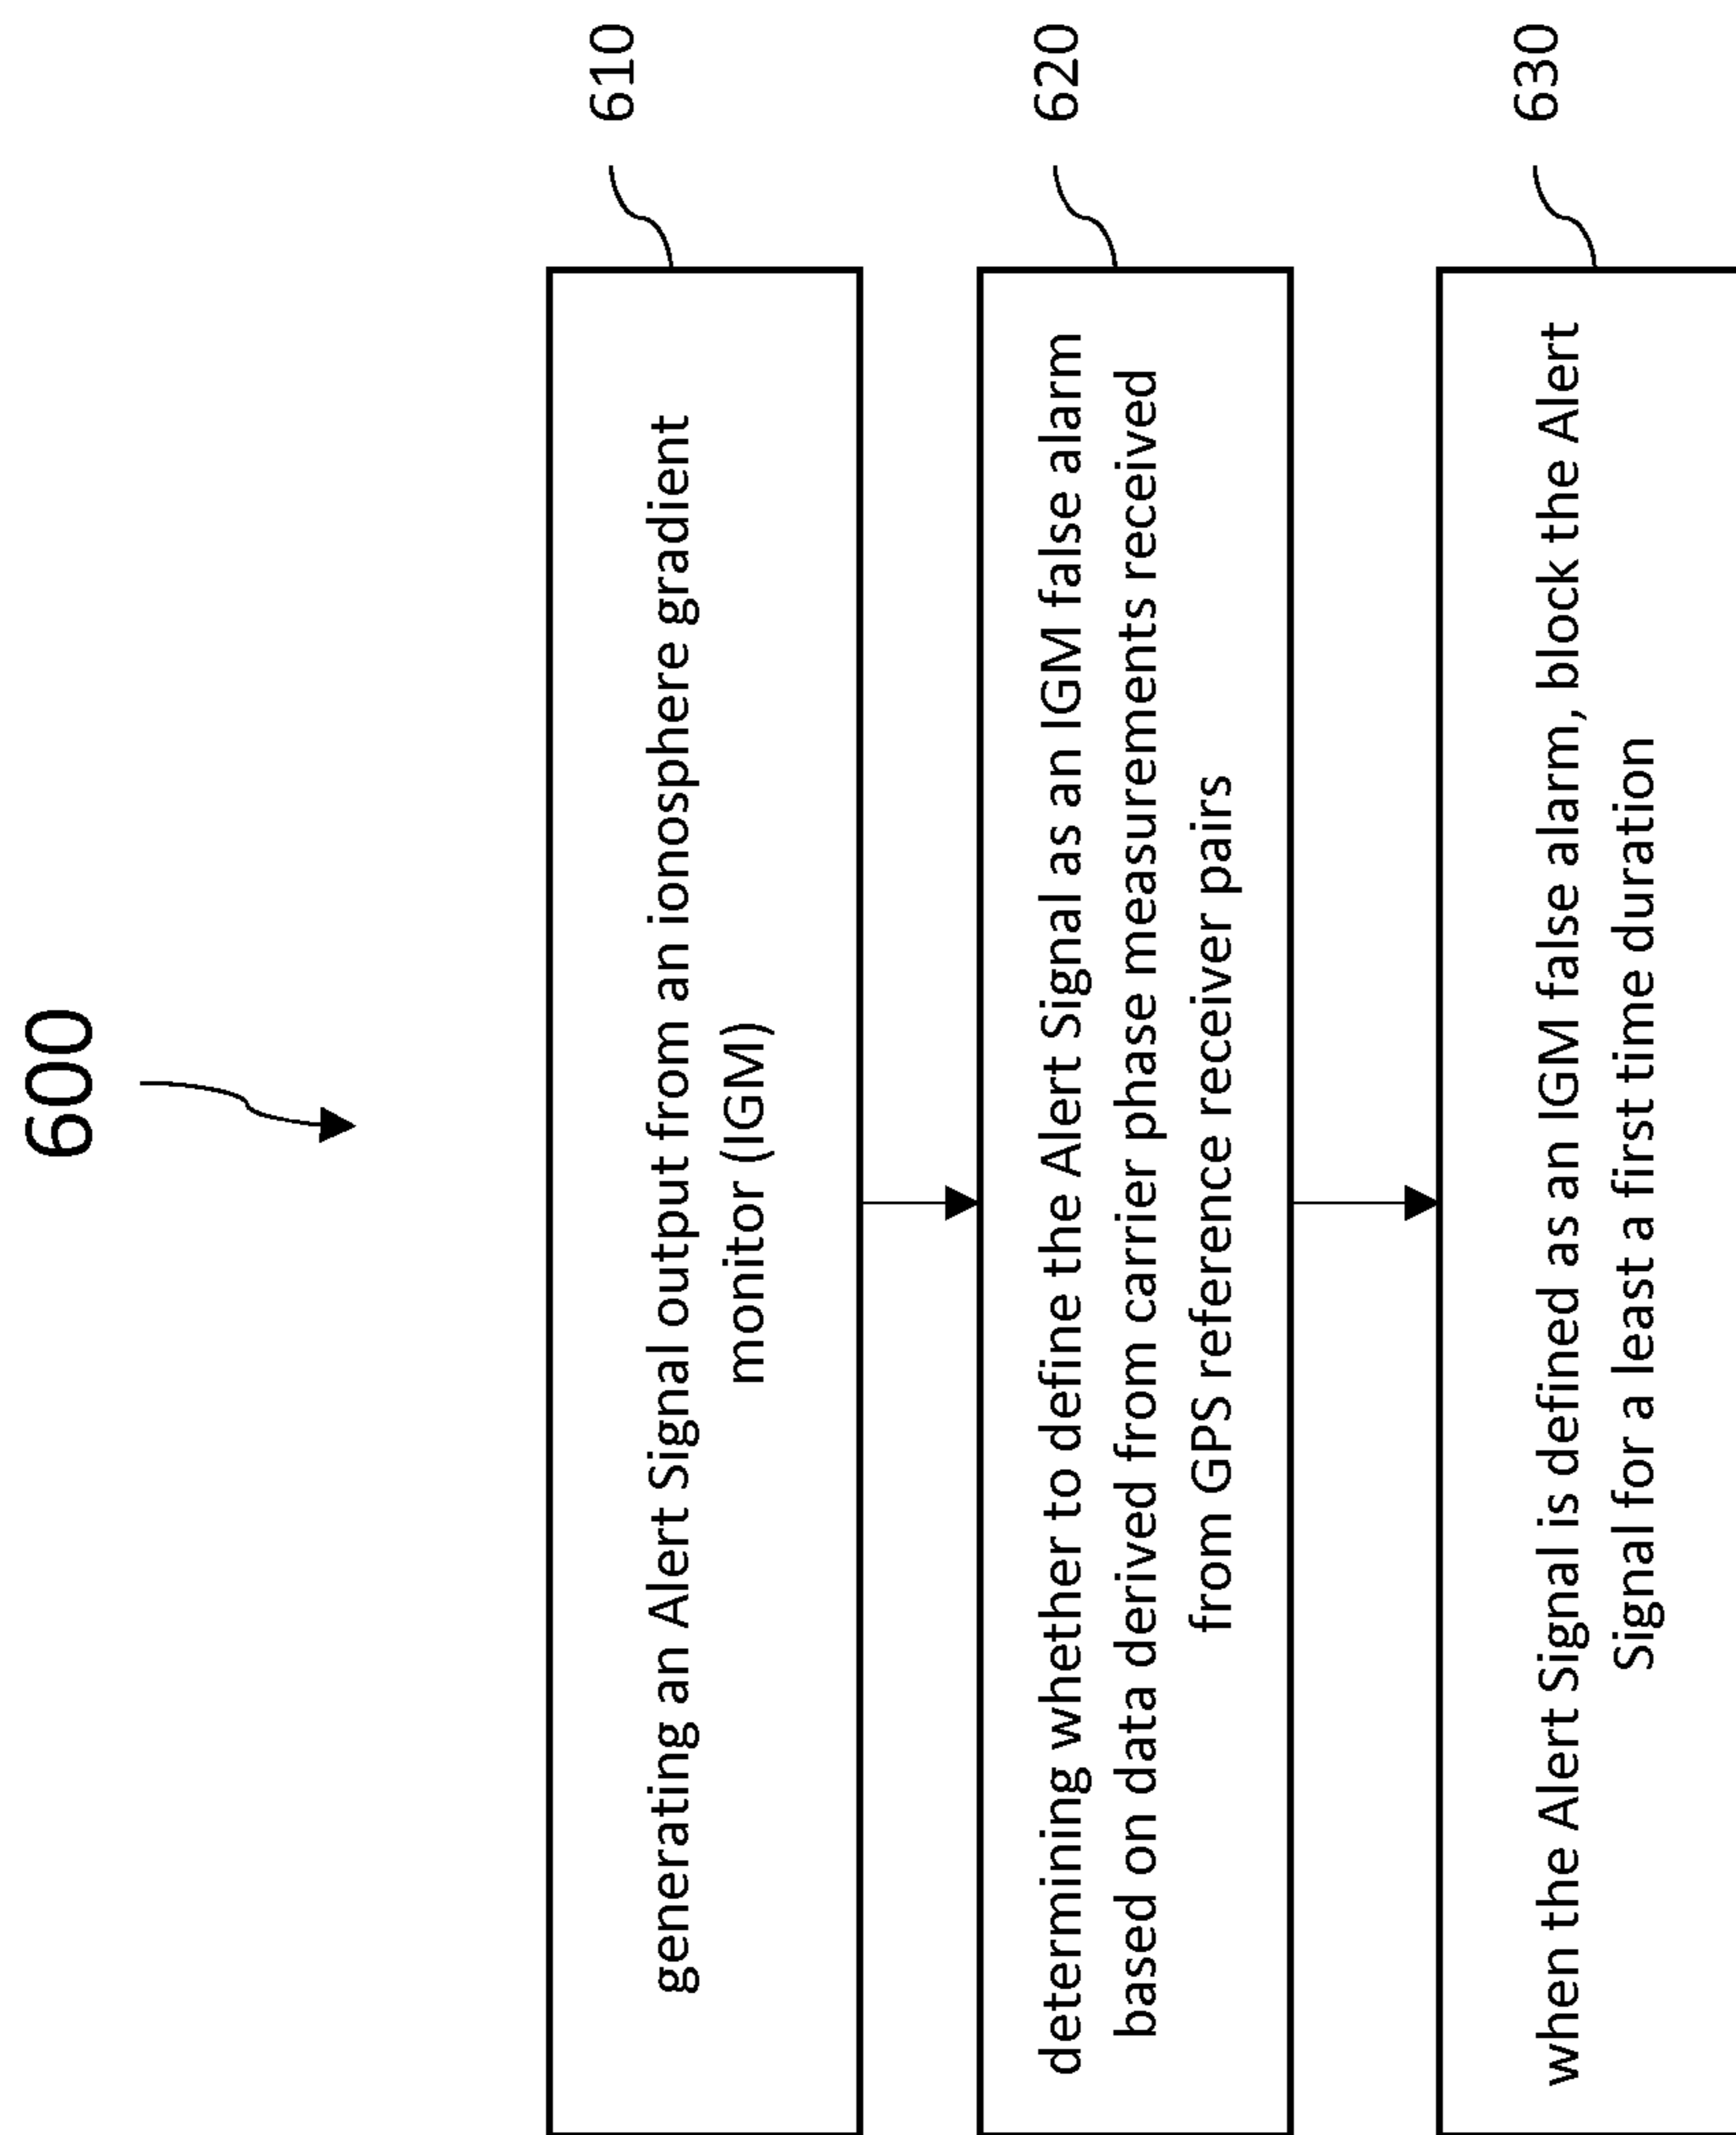 600
generating an Alert Signal output from an ionosphere gradient
monitor (IGM)
610
determining whether to define the Alert Signal as an IGM false alarm
based on data derived from carrier phase measurements received
from GPS reference receiver pairs
620
when the Alert Signal is defined as an IGM false alarm, block the Alert
Signal for a least a first time duration
630